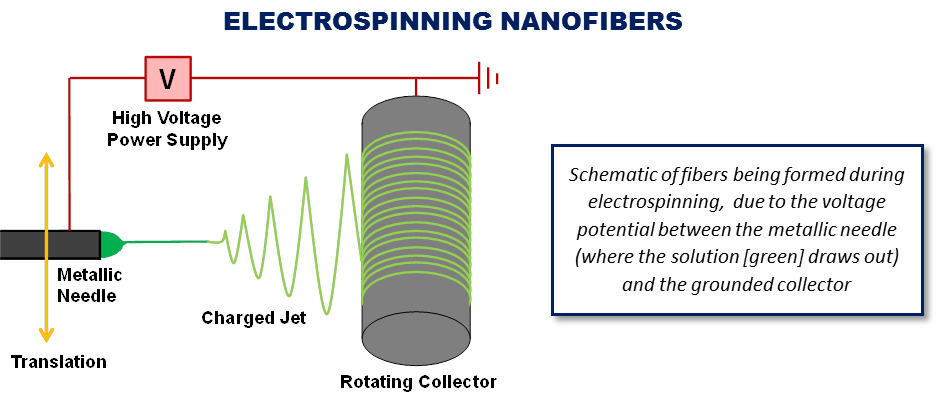 ELECTROSPINNING NANOFIBERS
V
High Voltage
Power Supply
Metallic
Needle
Charged Jet
Translation
Rotating Collector
Schematic of fibers being formed during
electrospinning, due to the voltage
potential between the metallic needle
(where the solution [green] draws out)
and the grounded collector